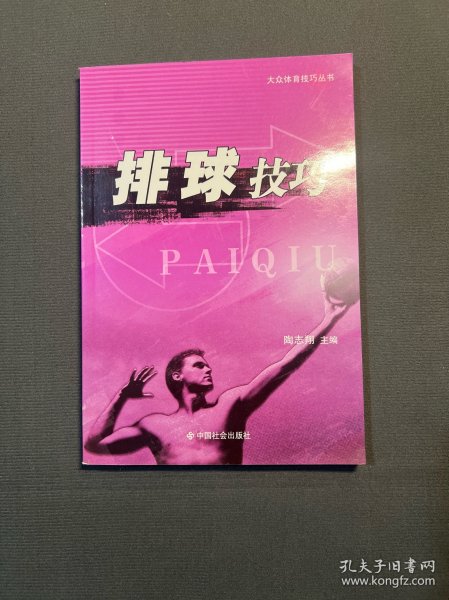 大众体育技巧丛书
排球技巧
PAIQIU
陶志翔 主编
中国社会出版社
孔夫子旧书网
www.kongfz.com